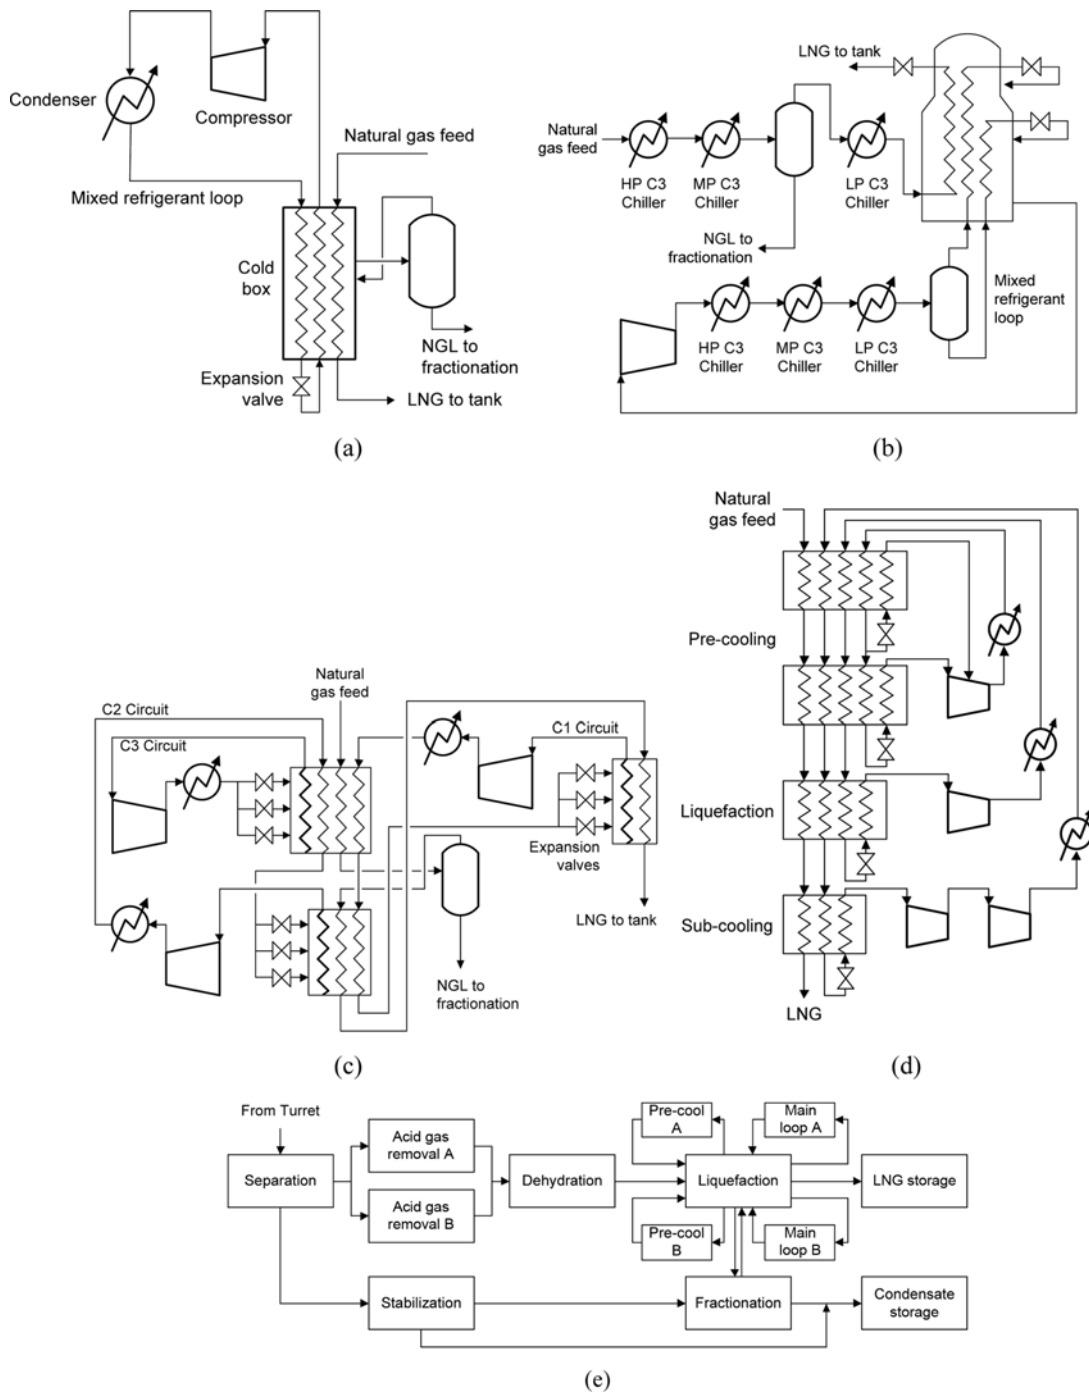 Condenser
Compressor
Natural gas feed
Mixed refrigerant loop
Cold
box
NGL to
fractionation
Expansion
valve
LNG to tank
(a)
LNG to tank
Natural
gas feed
HP C3
Chiller
MP C3
Chiller
LP C3
Chiller
NGL to
fractionation
Mixed
refrigerant
loop
HP C3
Chiller
MP C3
Chiller
LP C3
Chiller
(b)
Natural
gas feed
C2 Circuit
C3 Circuit
C1 Circuit
Expansion
valves
LNG to tank
NGL to
fractionation
(c)
Natural
gas feed
Pre-cooling
Liquefaction
Sub-cooling
LNG
(d)
From Turret
Separation
Acid gas
removal A
Acid gas
removal B
Dehydration
Pre-cool
A
Main
loop A
Liquefaction
LNG storage
Pre-cool
B
Main
loop B
Stabilization
Fractionation
Condensate
storage
(e)